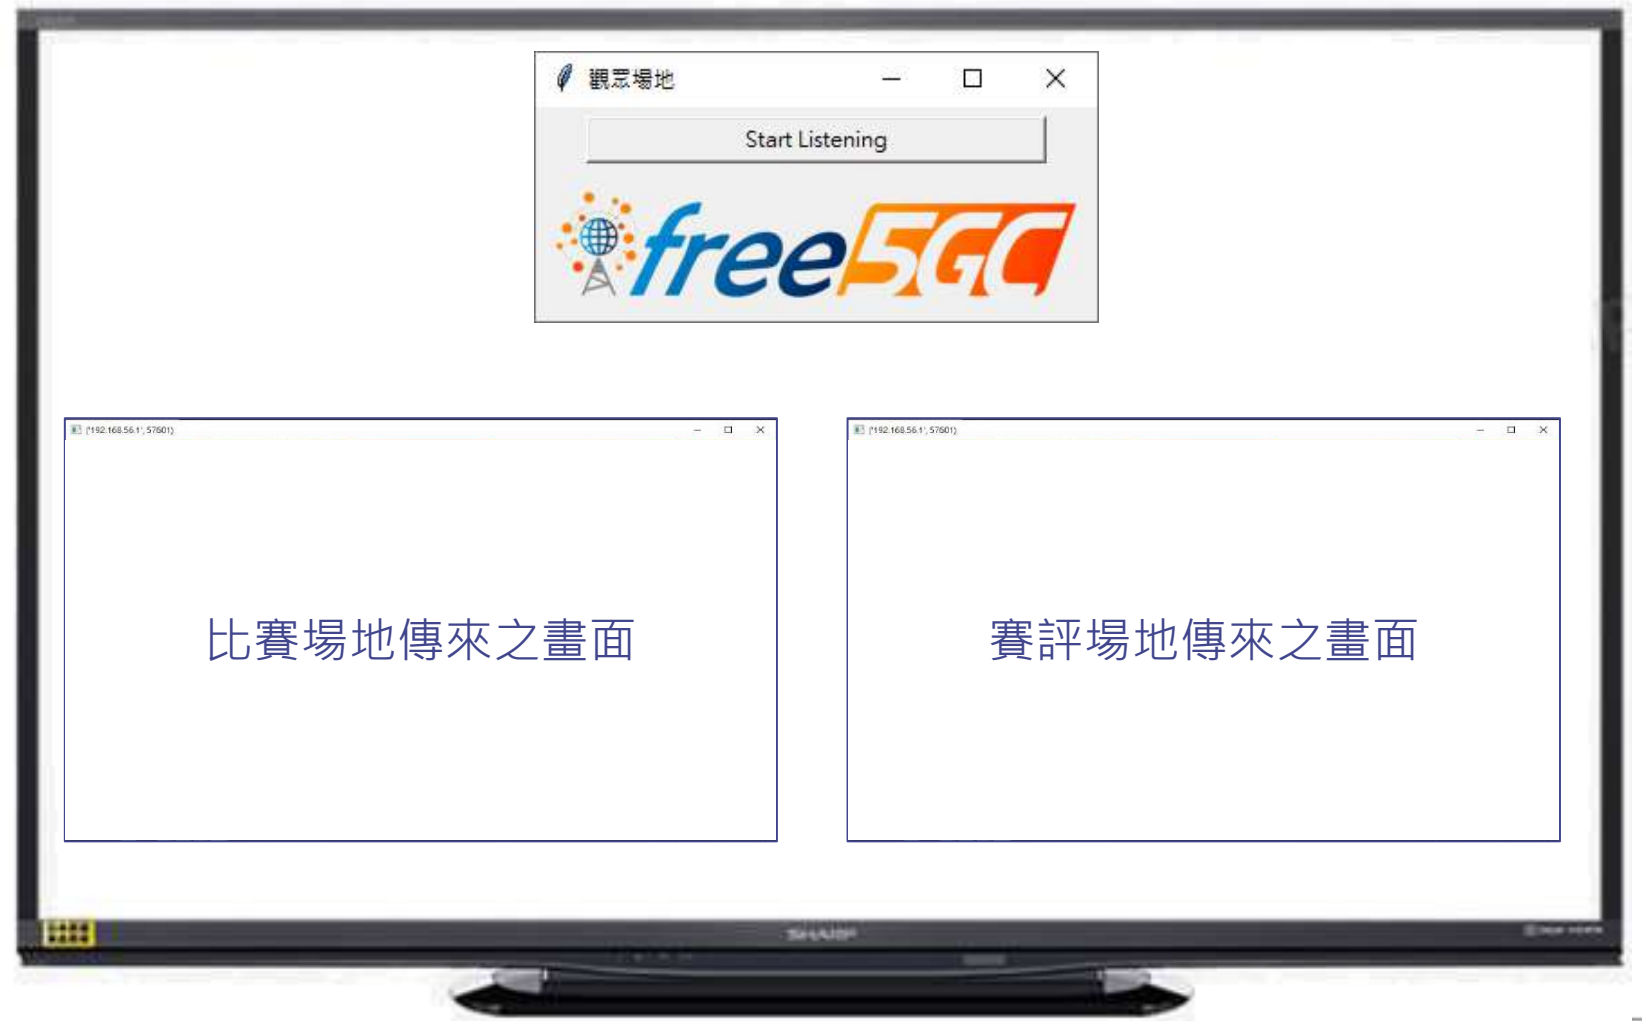 觀眾場地
Start Listening
free5GC
('192.168.56.1', 57601)
('192.168.56.1', 57601)
比賽場地傳來之畫面
賽評場地傳來之畫面
SHARP